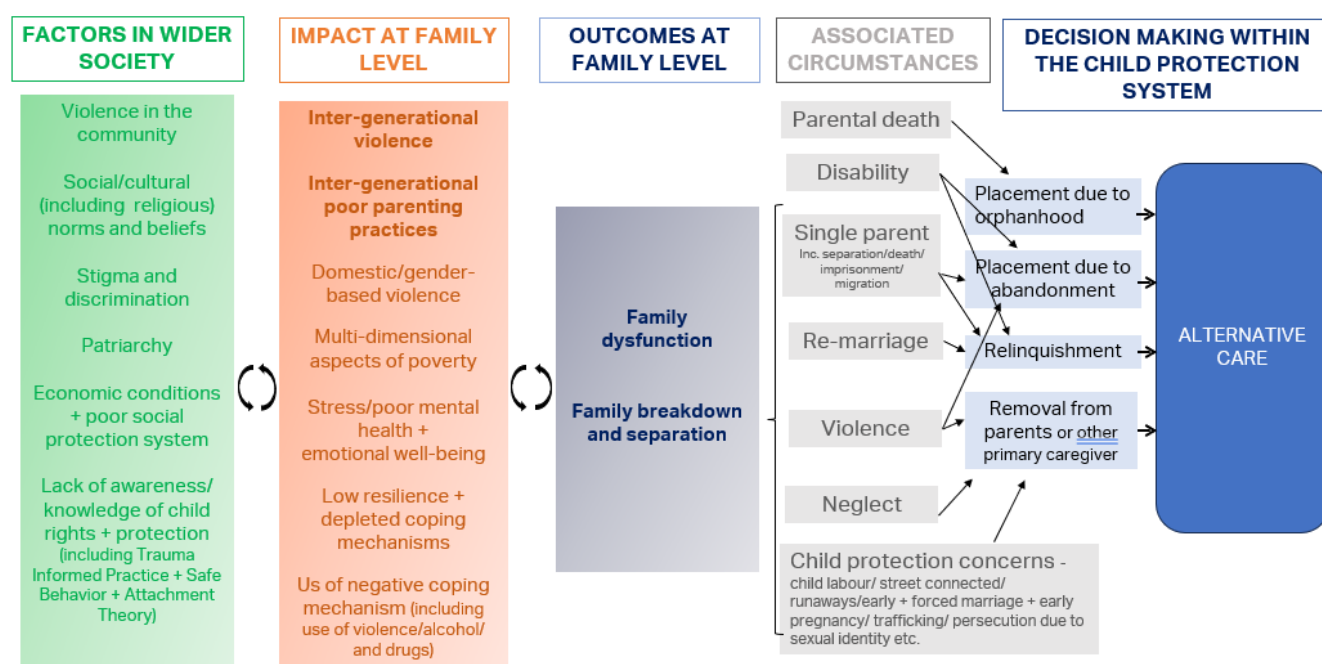 FACTORS IN WIDER
SOCIETY
Violence in the
community
Social/cultural
(including religious)
norms and beliefs
Stigma and
discrimination
Patriarchy
Economic conditions
+ poor social
protection system
Lack of awareness/
knowledge of child
rights + protection
(including Trauma
Informed Practice + Safe
Behavior + Attachment
Theory)
IMPACT AT FAMILY
LEVEL
Inter-generational
violence
Inter-generational
poor parenting
practices
Domestic/gender-
based violence
Multi-dimensional
aspects of poverty
Stress/poor mental
health +
emotional well-being
Low resilience +
depleted coping
mechanisms
Us of negative coping
mechanism (including
use of violence/alcohol/
and drugs)
OUTCOMES AT
FAMILY LEVEL
Family
dysfunction
Family breakdown
and separation
ASSOCIATED
CIRCUMSTANCES
Parental death
Disability
Single parent
Inc. separation/death/
imprisonment/
migration
Re-marriage
Violence
Neglect
Child protection concerns -
child labour/ street connected/
runaways/early + forced marriage + early
pregnancy/ trafficking/ persecution due to
sexual identity etc.
DECISION MAKING WITHIN
THE CHILD PROTECTION
SYSTEM
Placement due to
orphanhood
Placement due to
abandonment
Relinquishment
Removal from
parents or other
primary caregiver
ALTERNATIVE
CARE